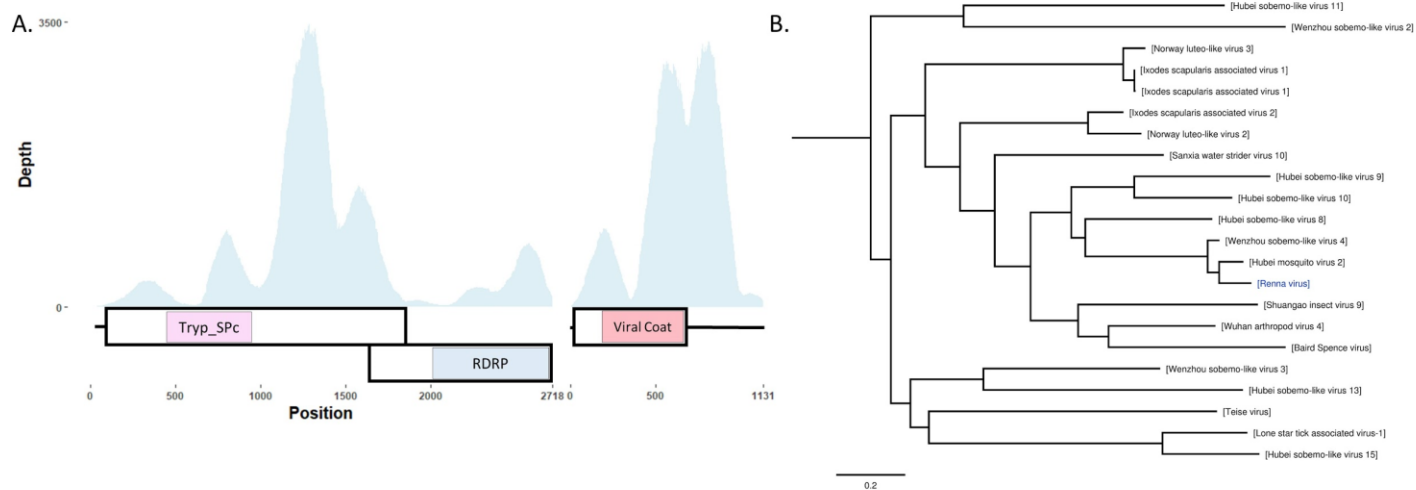 A.
3500
Depth
0
Tryp_SPc
Viral Coat
RDRP
0 500 1000 1500 2000 2718 0 500 1131
Position
B.
[Hubei sobemo-like virus 11]
[Wenzhou sobemo-like virus 2]
[Norway luteo-like virus 3]
[Ixodes scapularis associated virus 1]
[Ixodes scapularis associated virus 1]
[Ixodes scapularis associated virus 2]
[Norway luteo-like virus 2]
[Sanxia water strider virus 10]
[Hubei sobemo-like virus 9]
[Hubei sobemo-like virus 10]
[Hubei sobemo-like virus 8]
[Wenzhou sobemo-like virus 4]
[Hubei mosquito virus 2]
[Renna virus]
[Shuangao insect virus 9]
[Wuhan arthropod virus 4]
[Baird Spence virus]
[Wenzhou sobemo-like virus 3]
[Hubei sobemo-like virus 13]
[Teise virus]
[Lone star tick associated virus-1]
[Hubei sobemo-like virus 15]
0.2